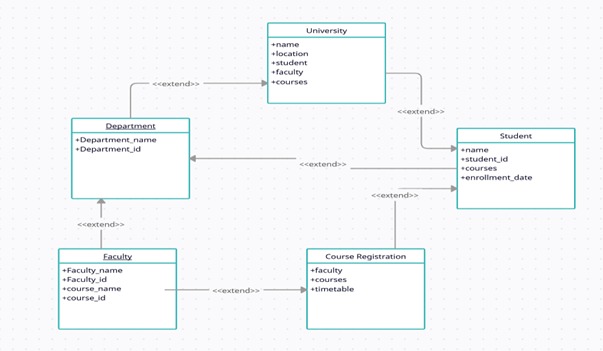 University
+name
+location
+student
+faculty
+courses
<<extend>>
<<extend>>
Department
+Department_name
+Department_id
Student
+name
+student_id
+courses
+enrollment_date
<<extend>>
<<extend>>
<<extend>>
Faculty
+Faculty_name
+Faculty_id
+course_name
+course_id
Course Registration
+faculty
+courses
+timetable
<<extend>>